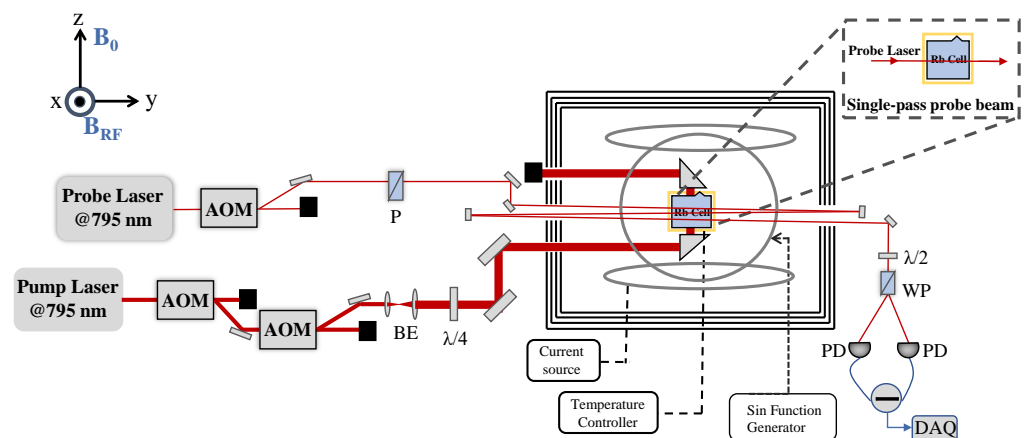 z
B₀
x
y
B_RF
Probe Laser
@795 nm
AOM
P
Pump Laser
@795 nm
AOM
AOM
BE
λ/4
Rb Cell
Probe Laser
Rb Cell
Single-pass probe beam
λ/2
WP
PD
PD
DAQ
Current
source
Temperature
Controller
Sin Function
Generator